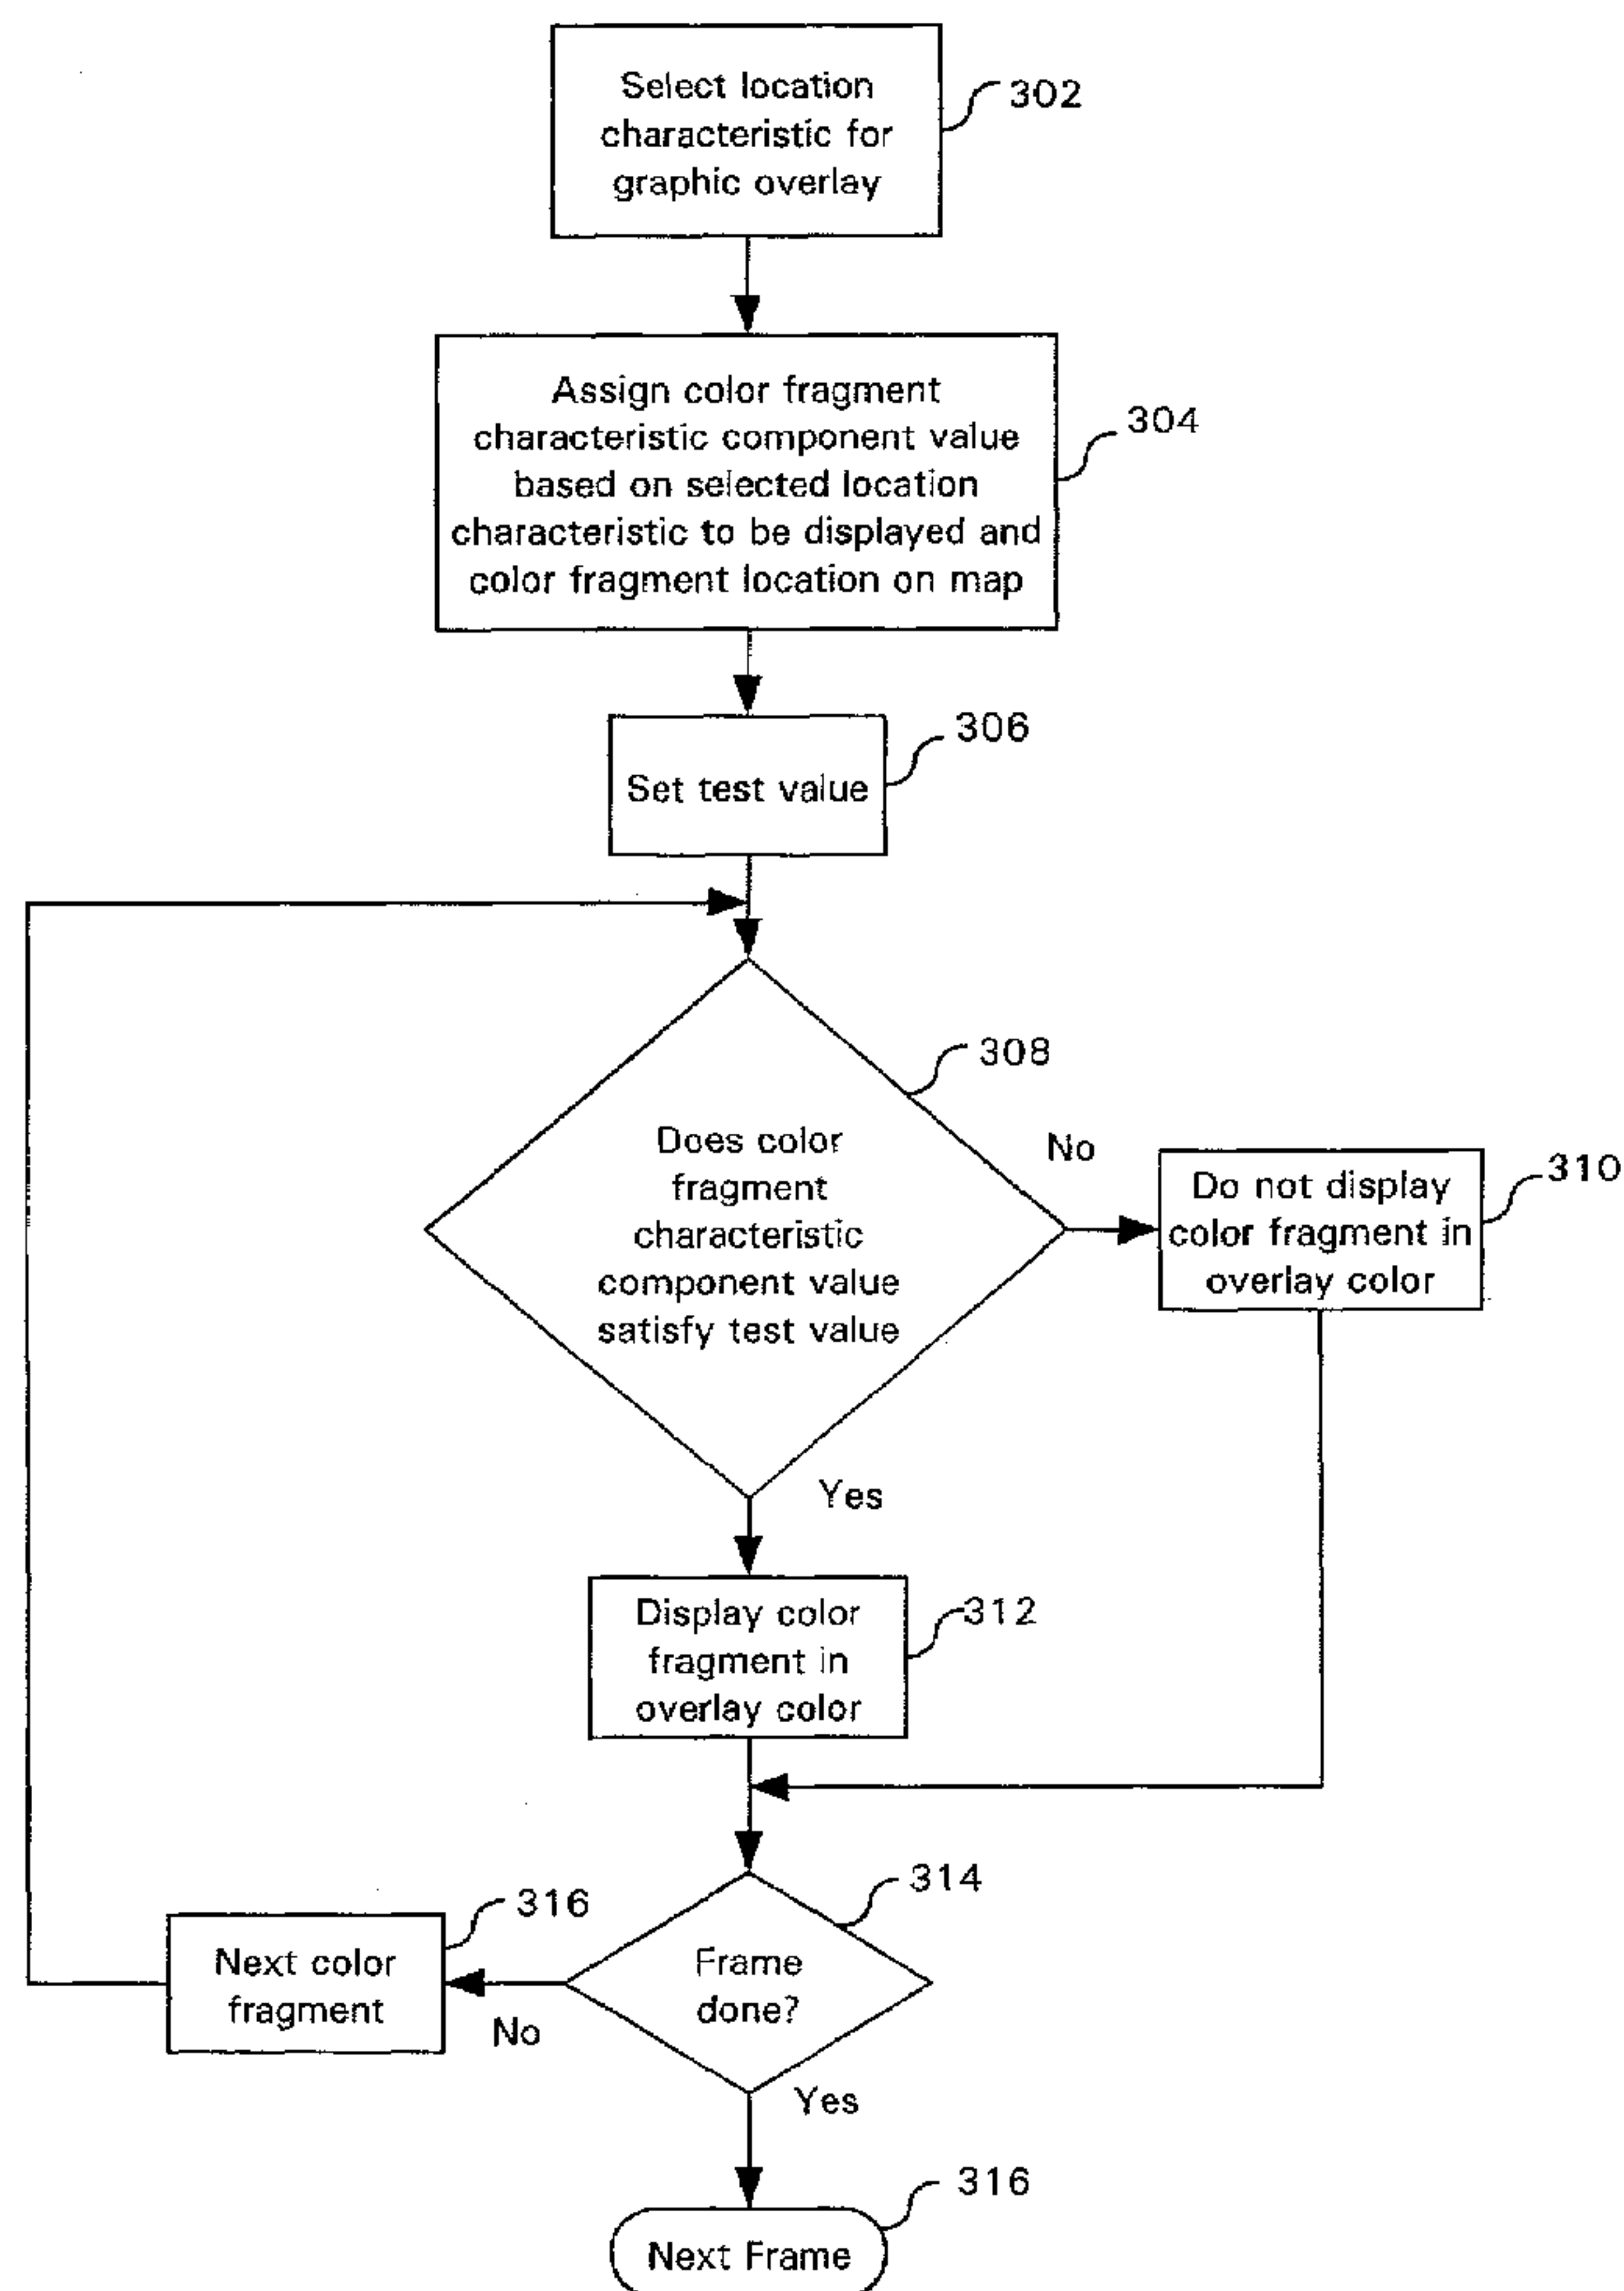 Select location
characteristic for
graphic overlay
302
Assign color fragment
characteristic component value
based on selected location
characteristic to be displayed and
color fragment location on map
304
306
Set test value
308
Does color
fragment
characteristic
component value
satisfy test value
No
310
Do not display
color fragment in
overlay color
Yes
312
Display color
fragment in
overlay color
314
Frame
done?
316
Next color
fragment
No
Yes
316
Next Frame